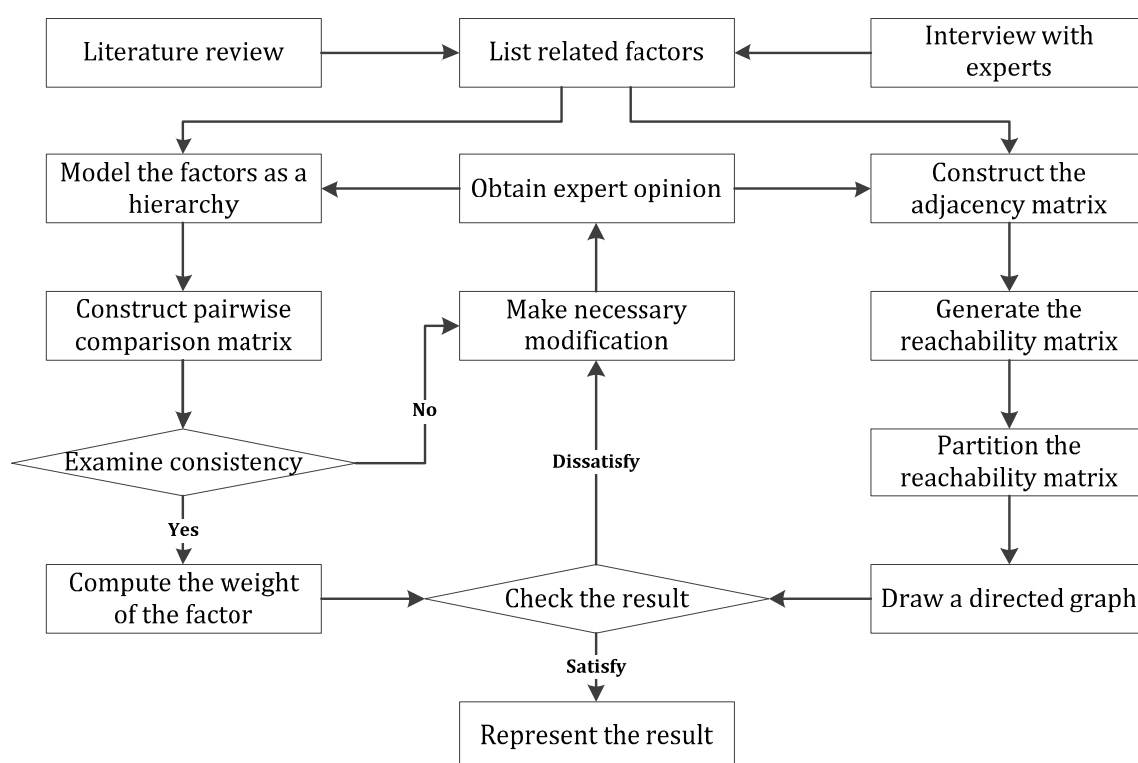 Literature review
List related factors
Interview with
experts
Model the factors as a
hierarchy
Obtain expert opinion
Construct the
adjacency matrix
Construct pairwise
comparison matrix
Make necessary
modification
Generate the
reachability matrix
No
Examine consistency
Dissatisfy
Partition the
reachability matrix
Yes
Compute the weight
of the factor
Check the result
Draw a directed graph
Satisfy
Represent the result